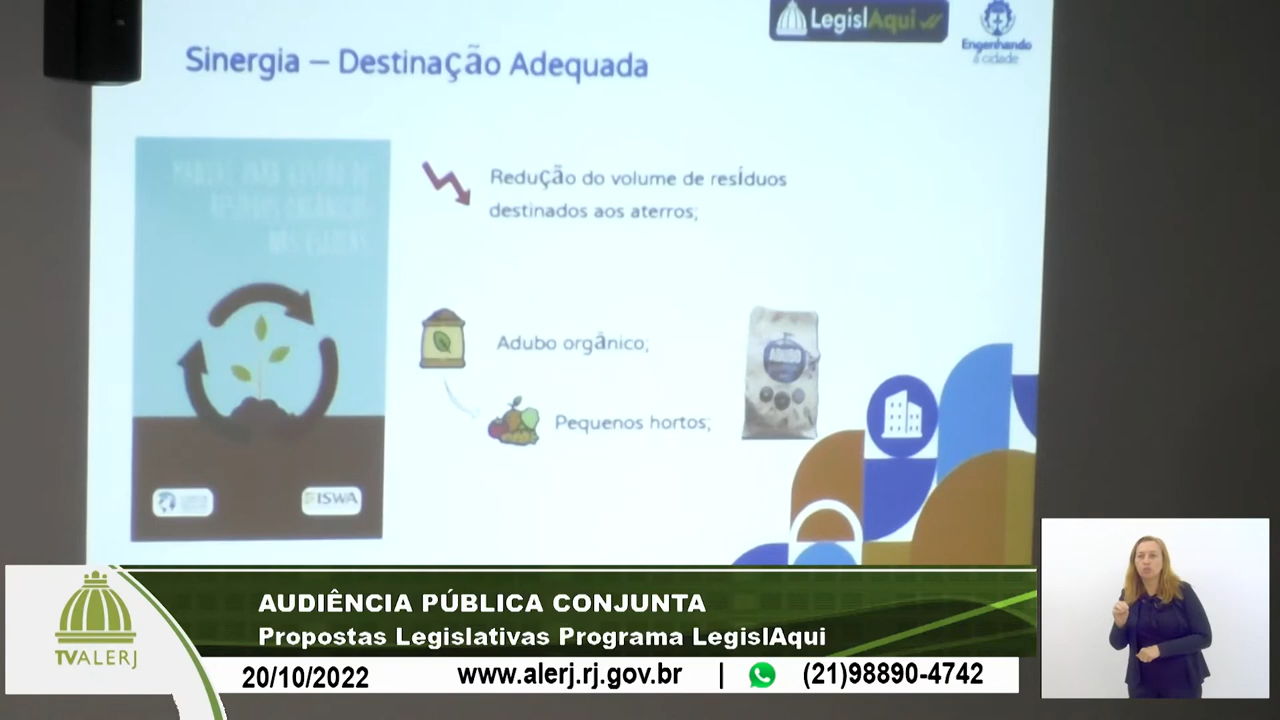 LegislAqui
Engenhando
a cidade
Sinergia – Destinação Adequada
Redução do volume de resíduos
destinados aos aterros;
Adubo orgânico;
ADUBO
Pequenos hortos;
ISWA
AUDIÊNCIA PÚBLICA CONJUNTA
Propostas Legislativas Programa LegislAqui
TVALERJ
20/10/2022 www.alerj.rj.gov.br | (21)98890-4742